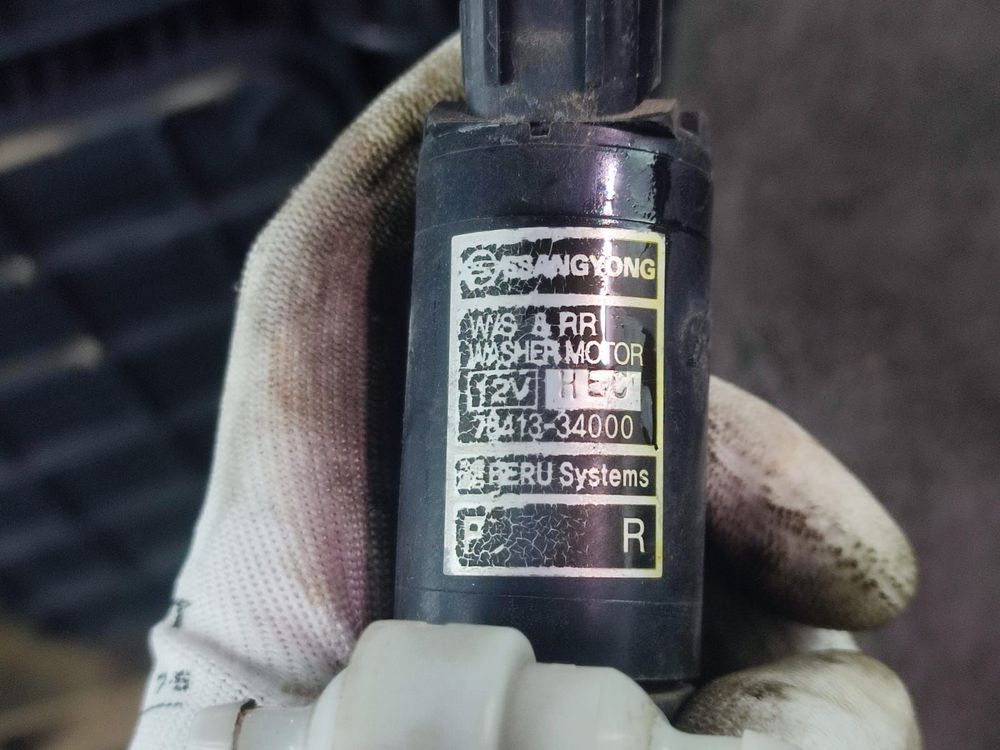 SSANGYONG
W/S & RR
WASHER MOTOR
12V
78413-34000
BERU Systems
F R